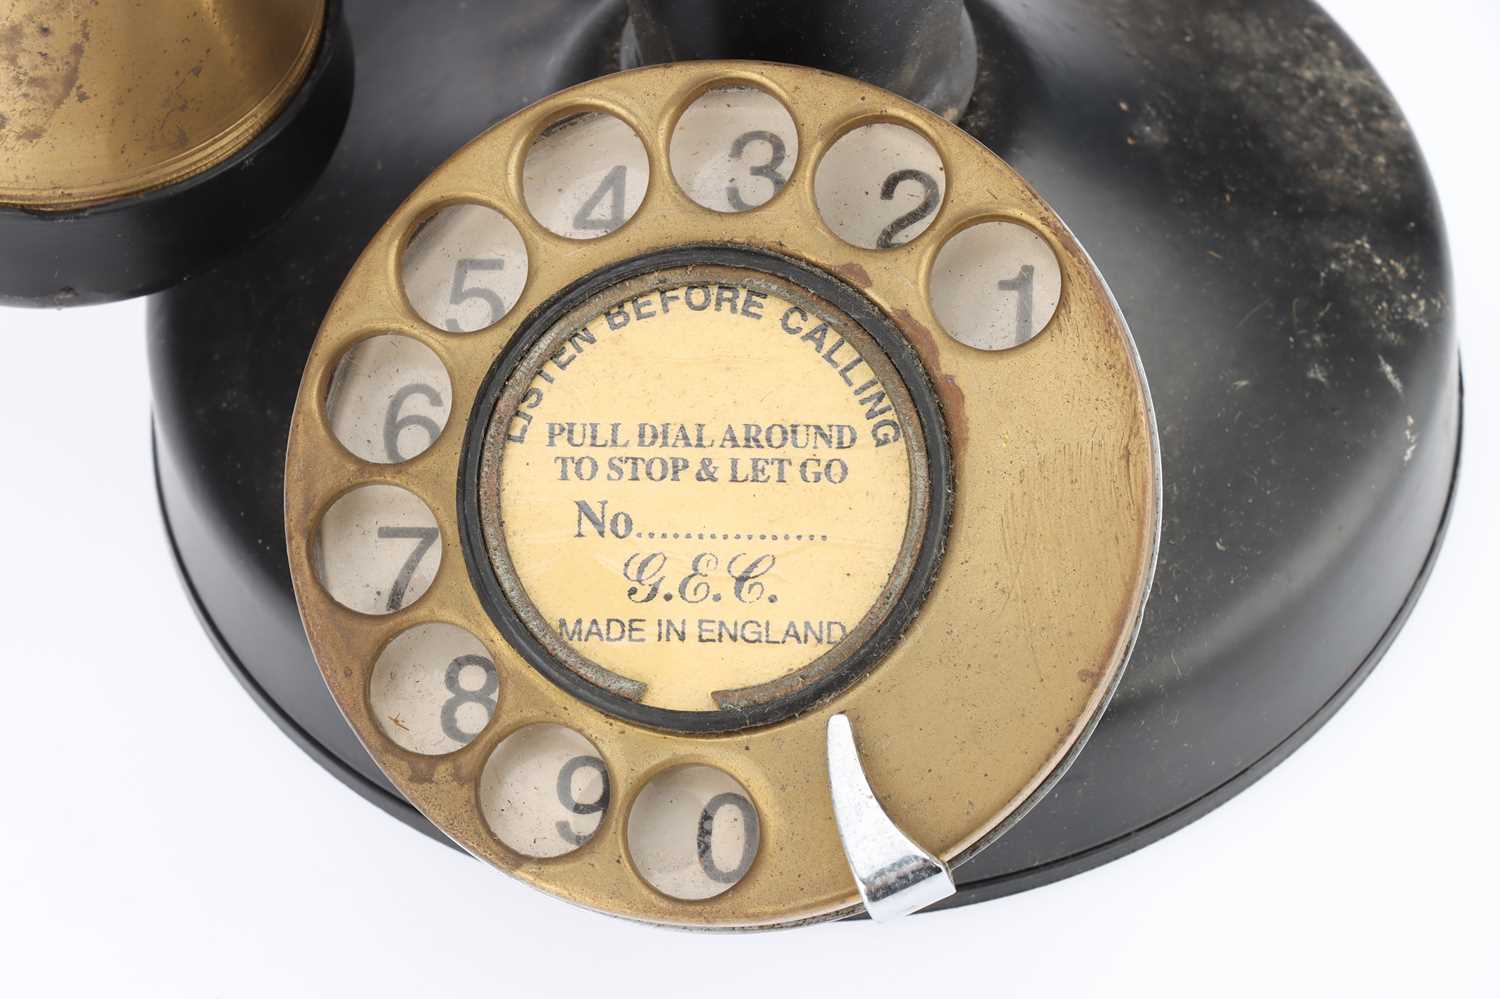 LISTEN BEFORE CALLING
PULL DIAL AROUND
TO STOP & LET GO
No................
G.E.C.
MADE IN ENGLAND
1
2
3
4
5
6
7
8
9
0